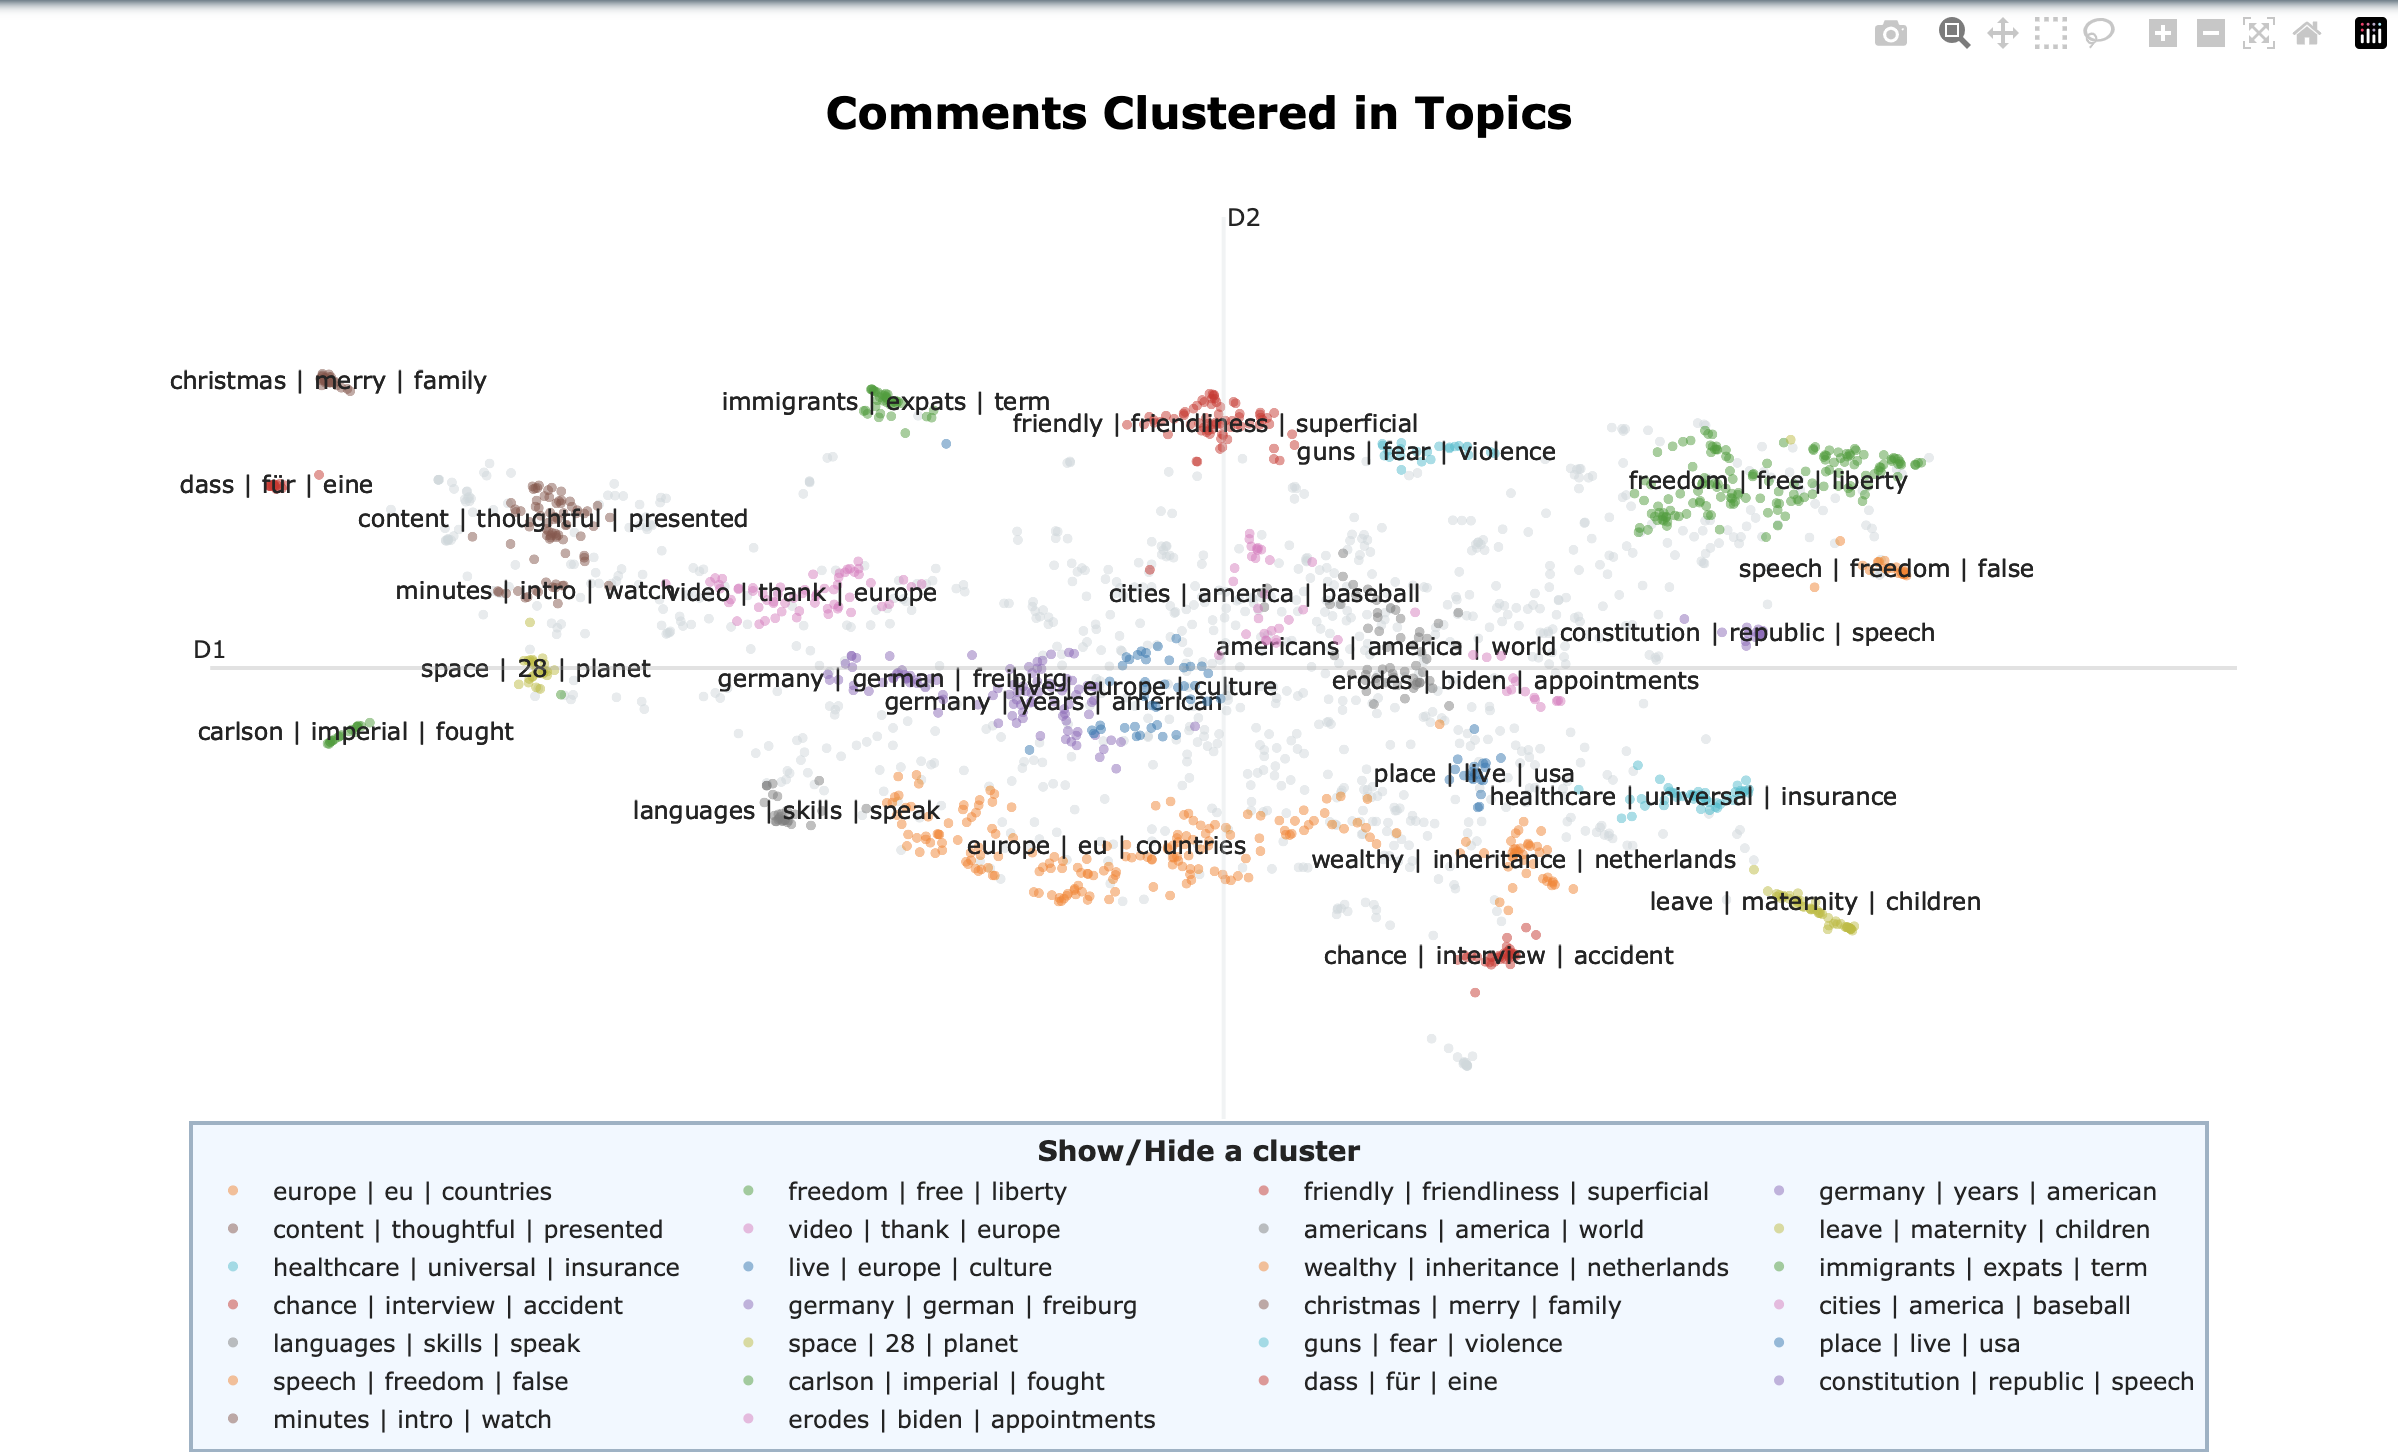 Comments Clustered in Topics
D2
christmas | merry | family
immigrants | expats | term
friendly | friendliness | superficial
guns | fear | violence
dass | für | eine
freedom | free | liberty
content | thoughtful | presented
speech | freedom | false
minutes | intro | watch
video | thank | europe
cities | america | baseball
constitution | republic | speech
americans | america | world
D1
space | 28 | planet
germany | german | freiburg
live | europe | culture
erodes | biden | appointments
germany | years | american
carlson | imperial | fought
place | live | usa
healthcare | universal | insurance
languages | skills | speak
europe | eu | countries
wealthy | inheritance | netherlands
leave | maternity | children
chance | interview | accident
Show/Hide a cluster
europe | eu | countries
freedom | free | liberty
friendly | friendliness | superficial
germany | years | american
content | thoughtful | presented
video | thank | europe
americans | america | world
leave | maternity | children
healthcare | universal | insurance
live | europe | culture
wealthy | inheritance | netherlands
immigrants | expats | term
chance | interview | accident
germany | german | freiburg
christmas | merry | family
cities | america | baseball
languages | skills | speak
space | 28 | planet
guns | fear | violence
place | live | usa
speech | freedom | false
carlson | imperial | fought
dass | für | eine
constitution | republic | speech
minutes | intro | watch
erodes | biden | appointments